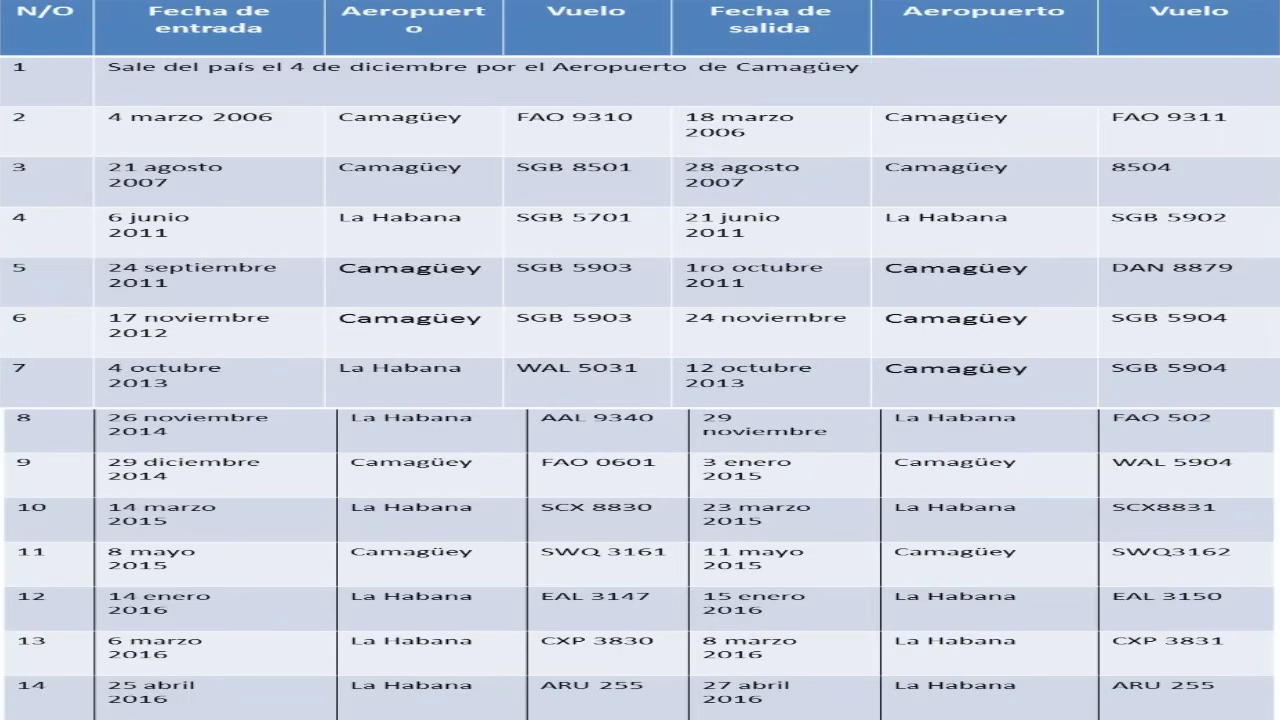 N/O Fecha de entrada Aeropuerto Vuelo Fecha de salida Aeropuerto Vuelo
1 Sale del país el 4 de diciembre por el Aeropuerto de Camagüey
2 4 marzo 2006 Camagüey FAO 9310 18 marzo 2006 Camagüey FAO 9311
3 21 agosto 2007 Camagüey SGB 8501 28 agosto 2007 Camagüey 8504
4 6 junio 2011 La Habana SGB 5701 21 junio 2011 La Habana SGB 5902
5 24 septiembre 2011 Camagüey SGB 5903 1ro octubre 2011 Camagüey DAN 8879
6 17 noviembre 2012 Camagüey SGB 5903 24 noviembre Camagüey SGB 5904
7 4 octubre 2013 La Habana WAL 5031 12 octubre 2013 Camagüey SGB 5904
8 26 noviembre 2014 La Habana AAL 9340 29 noviembre La Habana FAO 502
9 29 diciembre 2014 Camagüey FAO 0601 3 enero 2015 Camagüey WAL 5904
10 14 marzo 2015 La Habana SCX 8830 23 marzo 2015 La Habana SCX8831
11 8 mayo 2015 Camagüey SWQ 3161 11 mayo 2015 Camagüey SWQ3162
12 14 enero 2016 La Habana EAL 3147 15 enero 2016 La Habana EAL 3150
13 6 marzo 2016 La Habana CXP 3830 8 marzo 2016 La Habana CXP 3831
14 25 abril 2016 La Habana ARU 255 27 abril 2016 La Habana ARU 255